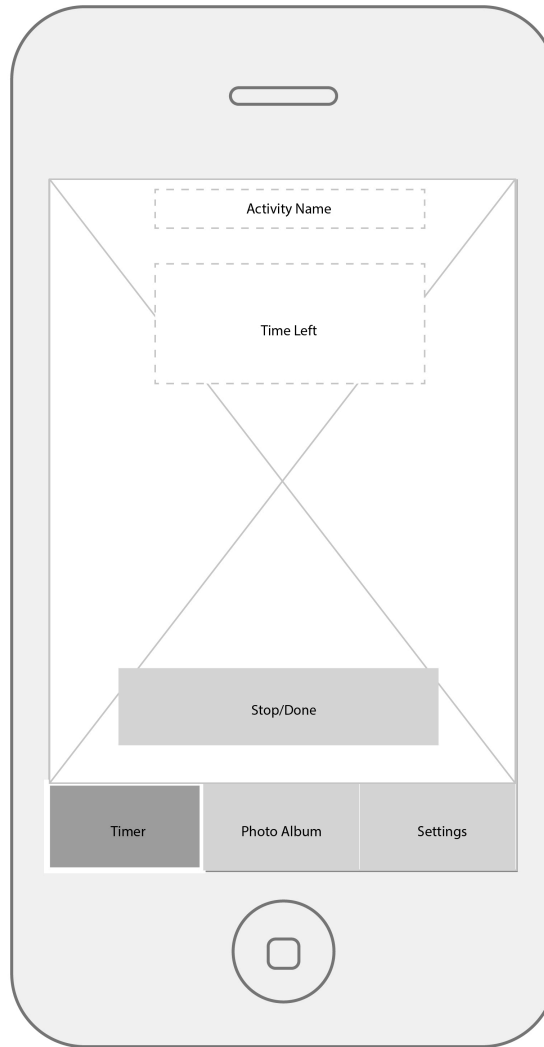 Activity Name
Time Left
Stop/Done
Timer
Photo Album
Settings